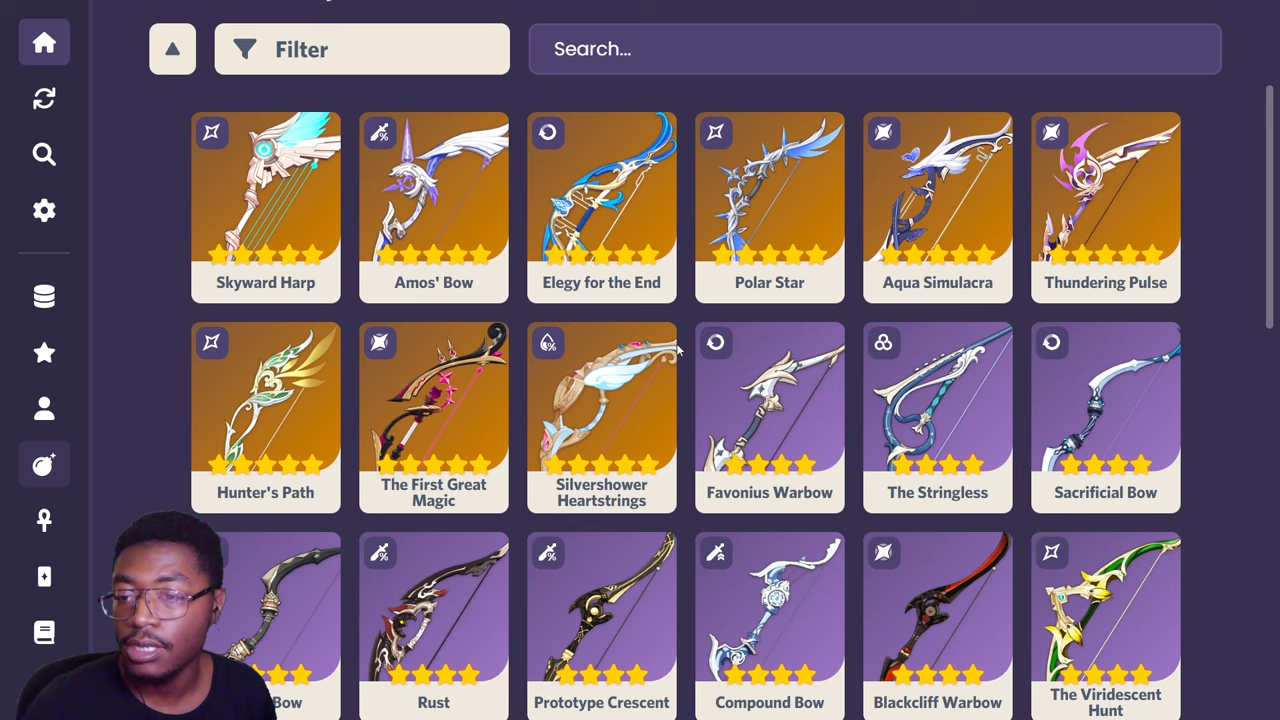 Filter
Search...
Skyward Harp
Amos' Bow
Elegy for the End
Polar Star
Aqua Simulacra
Thundering Pulse
Hunter's Path
The First Great
Magic
Silvershower
Heartstrings
Favonius Warbow
The Stringless
Sacrificial Bow
Bow
Rust
Prototype Crescent
Compound Bow
Blackcliff Warbow
The Viridescent
Hunt